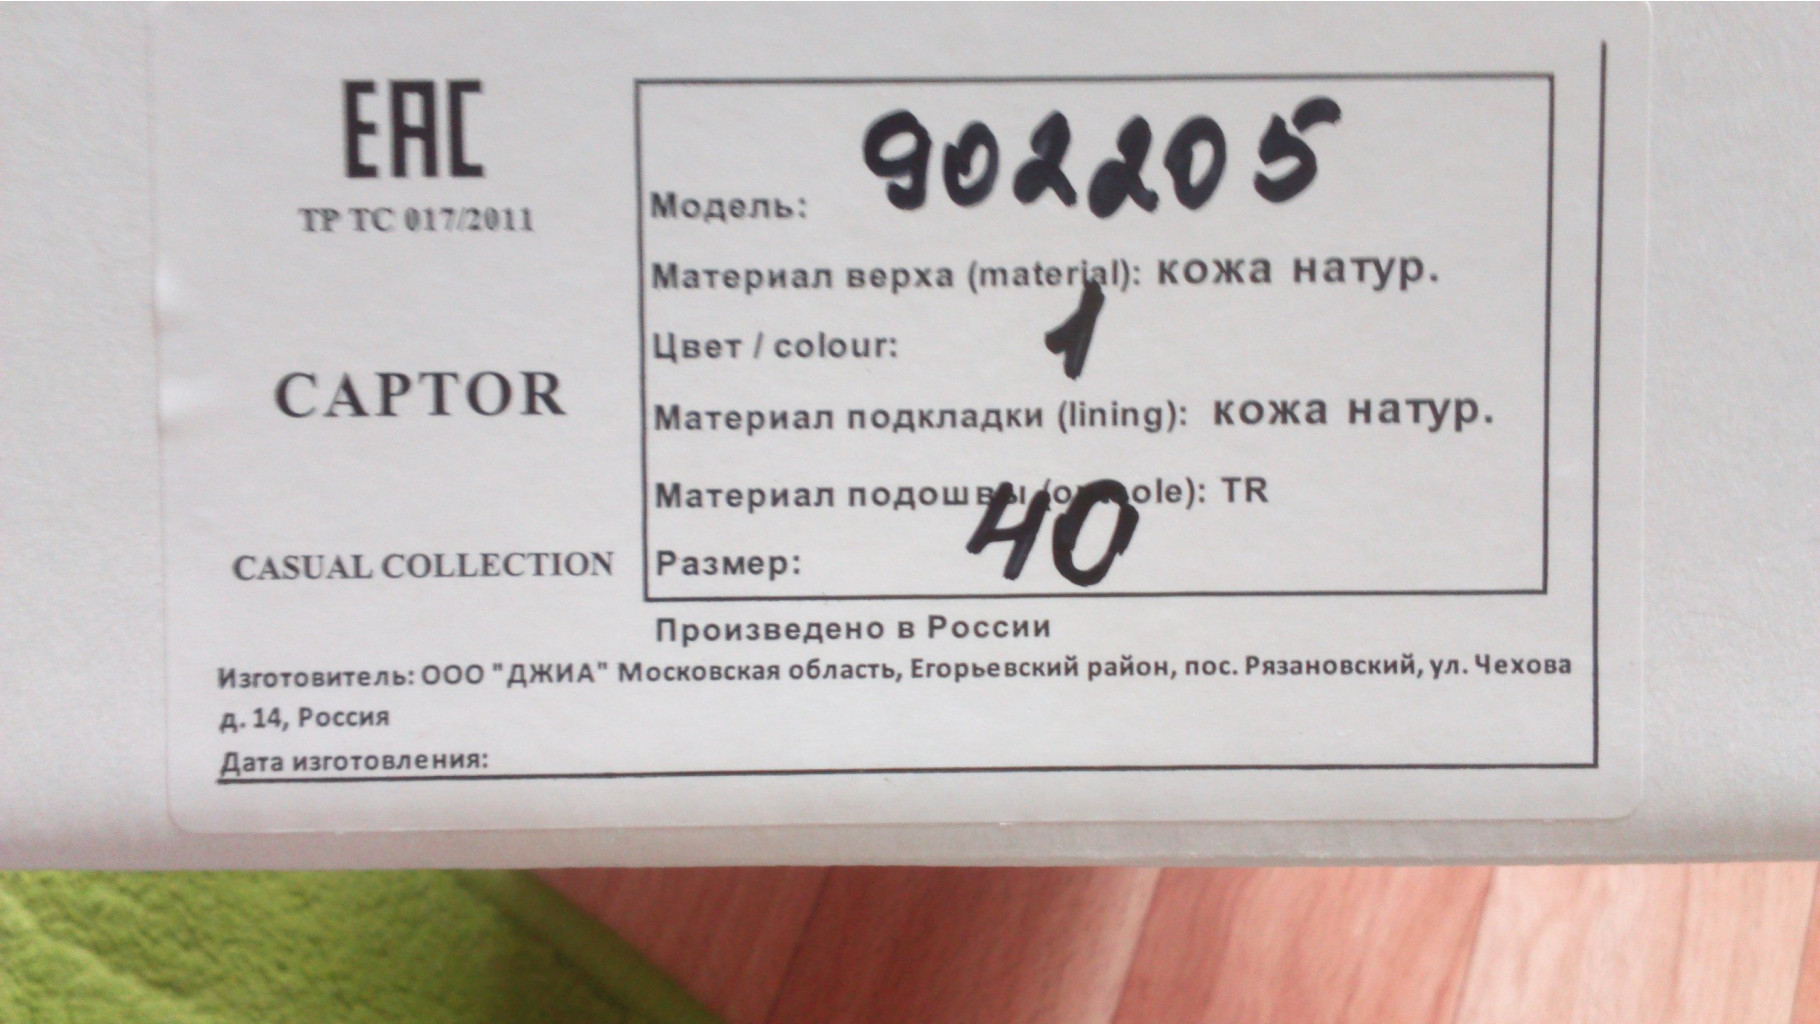 ЕАС
ТР ТС 017/2011
CAPTOR
CASUAL COLLECTION
Модель: 902205
Материал верха (material): кожа натур.
Цвет / colour: 1
Материал подкладки (lining): кожа натур.
Материал подошвы TR
Размер: 40
Произведено в России
Изготовитель: ООО "ДЖИА" Московская область, Егорьевский район, пос. Рязановский, ул. Чехова
д. 14, Россия
Дата изготовления: